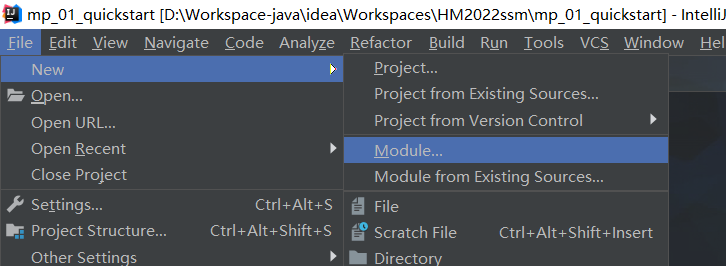 mp_01_quickstart [D:\Workspace-java\idea\Workspaces\HM2022ssm\mp_01_quickstart] - IntelliJ
File Edit View Navigate Code Analyze Refactor Build Run Tools VCS Window Hel
New
Open...
Open URL...
Open Recent
Close Project
Settings... Ctrl+Alt+S
Project Structure... Ctrl+Alt+Shift+S
Other Settings
Project...
Project from Existing Sources...
Project from Version Control
Module...
Module from Existing Sources...
File
Scratch File Ctrl+Alt+Shift+Insert
Directory